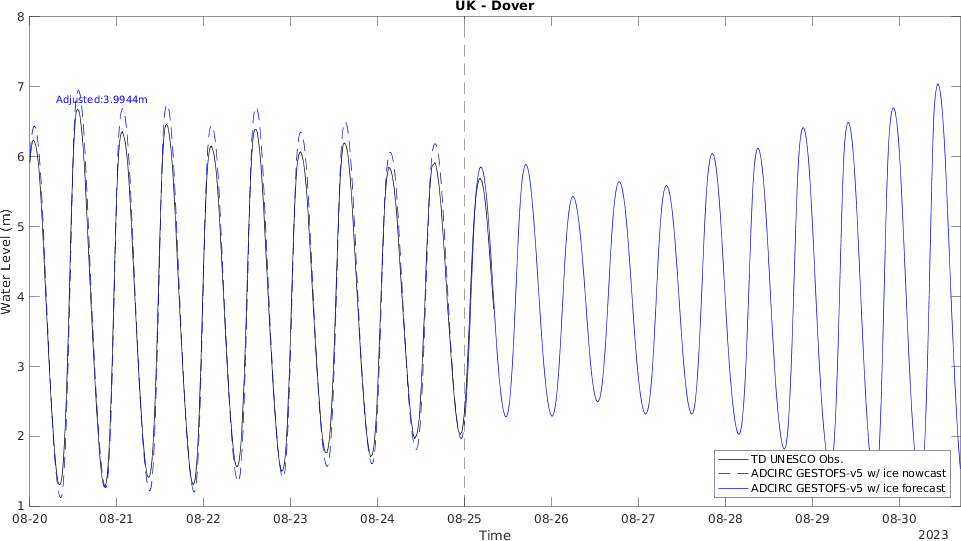 UK - Dover
8
7
6
5
4
3
2
1
Water Level (m)
Adjusted:3.9944m
TD UNESCO Obs.
ADCIRC GESTOFS-v5 w/ ice nowcast
ADCIRC GESTOFS-v5 w/ ice forecast
08-20 08-21 08-22 08-23 08-24 08-25 08-26 08-27 08-28 08-29 08-30
Time
2023